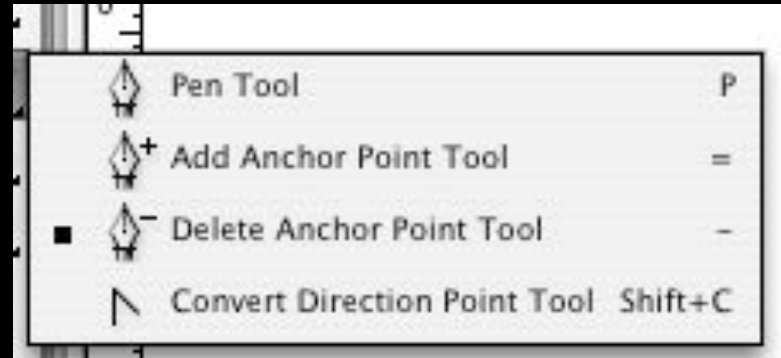 Pen Tool P
Add Anchor Point Tool =
Delete Anchor Point Tool -
Convert Direction Point Tool Shift+C